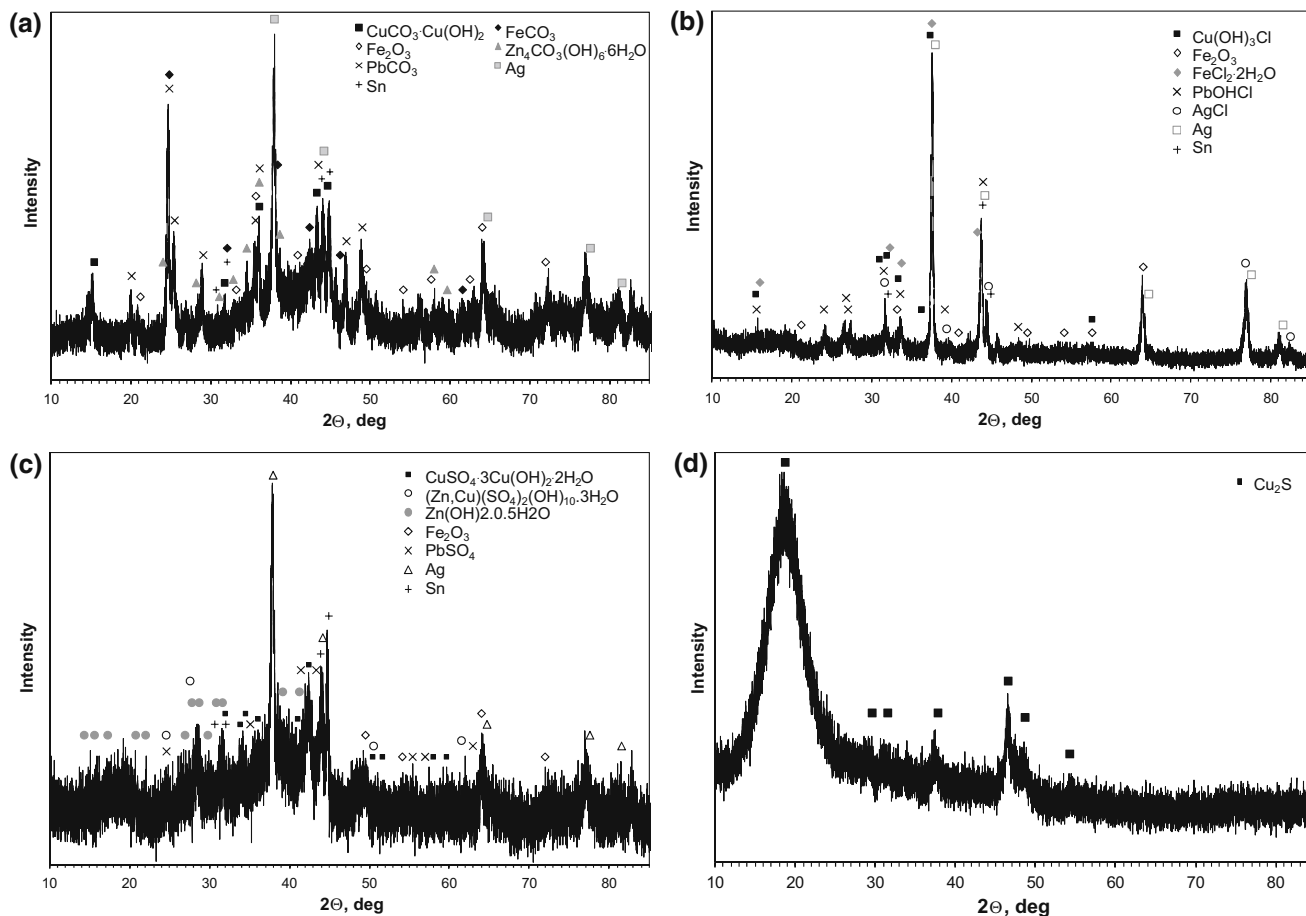 (a)
CuCO₃·Cu(OH)₂
FeCO₃
Fe₂O₃
Zn₄CO₃(OH)₆·6H₂O
PbCO₃
Ag
Sn
Intensity
10 20 30 40 50 60 70 80
2Θ, deg
(b)
Cu(OH)₃Cl
Fe₂O₃
FeCl₂·2H₂O
PbOHCl
AgCl
Ag
Sn
Intensity
10 20 30 40 50 60 70 80
2Θ, deg
(c)
CuSO₄·3Cu(OH)₂·2H₂O
(Zn,Cu)(SO₄)₂(OH)₁₀.3H₂O
Zn(OH)2.0.5H2O
Fe₂O₃
PbSO₄
Ag
Sn
Intensity
10 20 30 40 50 60 70 80
2Θ, deg
(d)
Cu₂S
Intensity
10 20 30 40 50 60 70 80
2Θ, deg